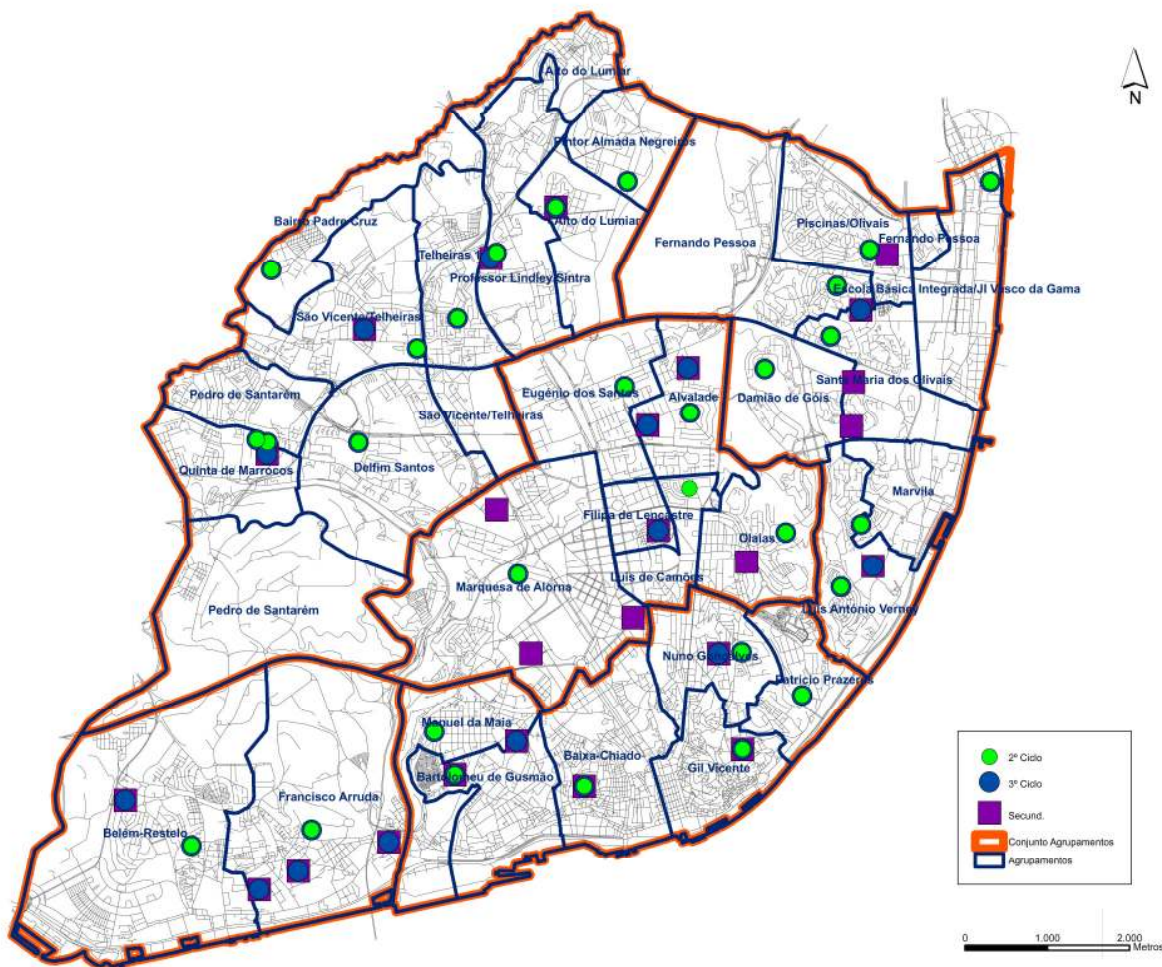 Alto do Lumiar
N
Pintor Almada Negreiros
Bairro Padre Cruz
Alto do Lumiar
Piscinas/Olivais
Fernando Pessoa
Fernando Pessoa
Telheiras 1
Professor Lindley Sintra
Escola Básica Integrada/JI Vasco da Gama
São Vicente/Telheiras
Pedro de Santarém
Eugénio dos Santos
Alvalade
Damião de Góis
Santa Maria dos Olivais
São Vicente/Telheiras
Quinta de Marrocos
Delfim Santos
Marvila
Filipa de Lencastre
Olaias
Marquesa de Alorna
Luís de Camões
Pedro de Santarém
Luis António Verney
Nuno Gonçalves
Patrício Prazeres
Manuel da Maia
Baixa-Chiado
Gil Vicente
Bartolomeu de Gusmão
Francisco Arruda
Belém-Restelo
2º Ciclo
3º Ciclo
Secund.
Conjunto Agrupamentos
Agrupamentos
0 1.000 2.000
Metros